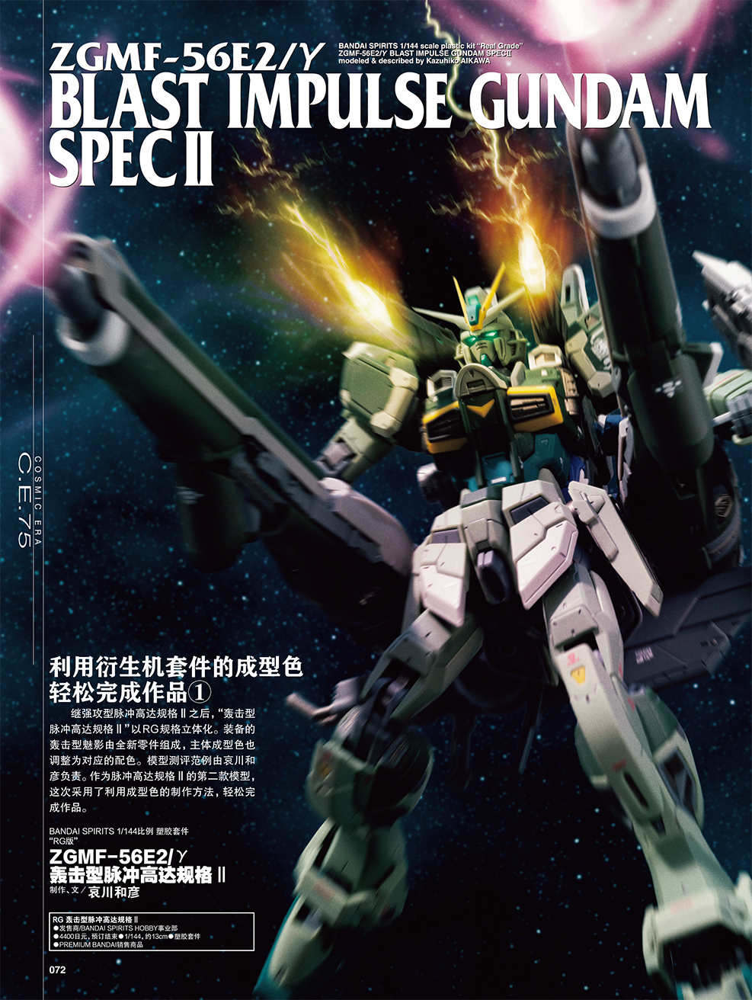 ZGMF-56E2/γ
BANDAI SPIRITS 1/144 scale plastic kit “Real Grade”
ZGMF-56E2/γ BLAST IMPULSE GUNDAM SPECⅡ
modeled & described by Kazuhiko AIKAWA
BLAST IMPULSE GUNDAM
SPECⅡ
COSMIC ERA
C.E.75
利用衍生机套件的成型色
轻松完成作品①
继强攻型脉冲高达规格Ⅱ之后，“轰击型
脉冲高达规格Ⅱ”以RG规格立体化。装备的
轰击型魅影由全新零件组成，主体成型色也
调整为对应的配色。模型测评范例由哀川和
彦负责。作为脉冲高达规格Ⅱ的第二款模型，
这次采用了利用成型色的制作方法，轻松完
成作品。
BANDAI SPIRITS 1/144比例 塑胶套件
“RG版”
ZGMF-56E2/γ
轰击型脉冲高达规格Ⅱ
制作、文／哀川和彦
RG 轰击型脉冲高达规格Ⅱ
●发售商/BANDAI SPIRITS HOBBY事业部
●4400日元，预订结束●1/144，约13cm●塑胶套件
●PREMIUM BANDAI销售商品
072